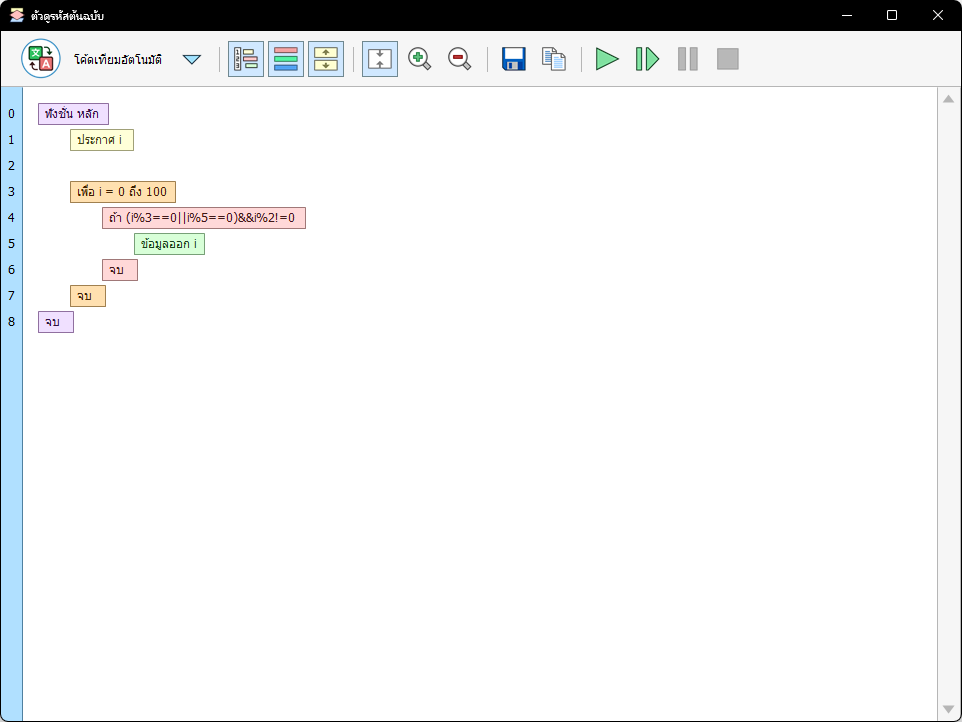 ตัวดูรหัสต้นฉบับ
โค้ดเทียมอัตโนมัติ
0 ฟังชั่น หลัก
1 ประกาศ i
2
3 เพื่อ i = 0 ถึง 100
4 ถ้า (i%3==0||i%5==0)&&i%2!=0
5 ข้อมูลออก i
6 จบ
7 จบ
8 จบ